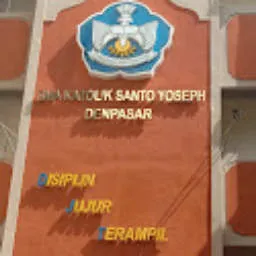 SMA KATOLIK SANTO YOSEPH
DENPASAR
DISIPLIN
JUJUR
TERAMPIL